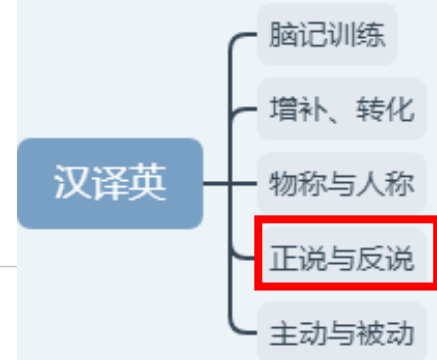 脑记训练
增补、转化
汉译英
物称与人称
正说与反说
主动与被动